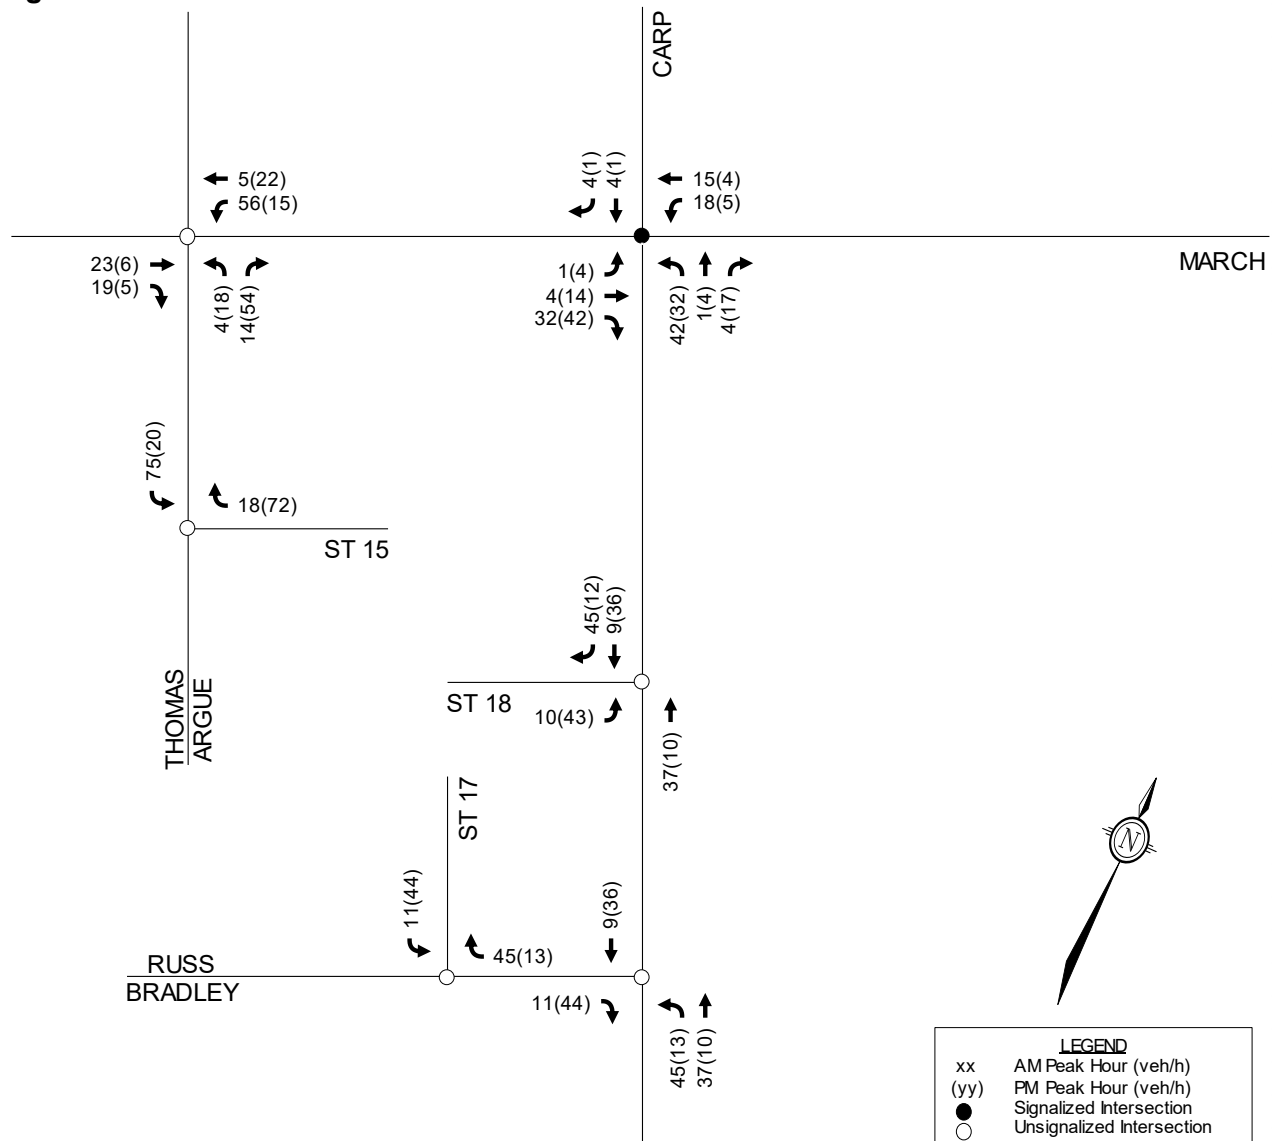 CARP
4(1)
4(1)
5(22)
56(15)
15(4)
18(5)
MARCH
23(6)
19(5)
4(18)
14(54)
1(4)
4(14)
32(42)
42(32)
1(4)
4(17)
75(20)
18(72)
ST 15
45(12)
9(36)
THOMAS
ARGUE
ST 18
10(43)
37(10)
ST 17
N
11(44)
9(36)
45(13)
RUSS
BRADLEY
11(44)
45(13)
37(10)
LEGEND
xx AM Peak Hour (veh/h)
(yy) PM Peak Hour (veh/h)
Signalized Intersection
Unsignalized Intersection